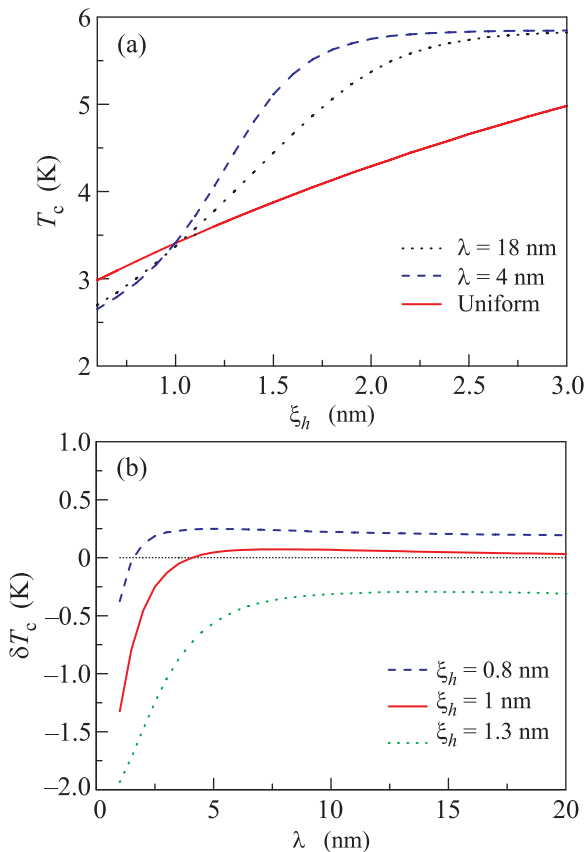 (a)
6
5
4
3
2
T_c (K)
λ = 18 nm
λ = 4 nm
Uniform
1.0 1.5 2.0 2.5 3.0
ξ_h (nm)
(b)
1.0
0.5
0
–0.5
–1.0
–1.5
–2.0
δT_c (K)
ξ_h = 0.8 nm
ξ_h = 1 nm
ξ_h = 1.3 nm
0 5 10 15 20
λ (nm)